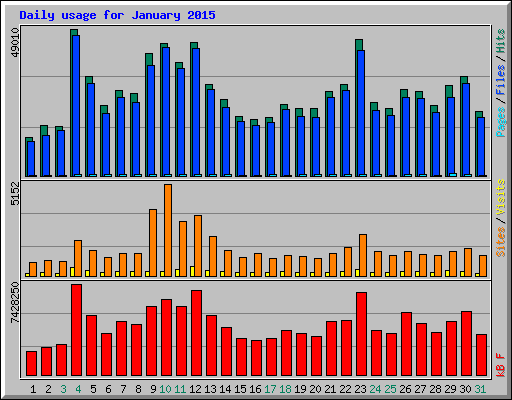 Daily usage for January 2015
49010
Pages/Files/Hits
5152
Sites/Visits
7428250
kB F
1 2 3 4 5 6 7 8 9 10 11 12 13 14 15 16 17 18 19 20 21 22 23 24 25 26 27 28 29 30 31